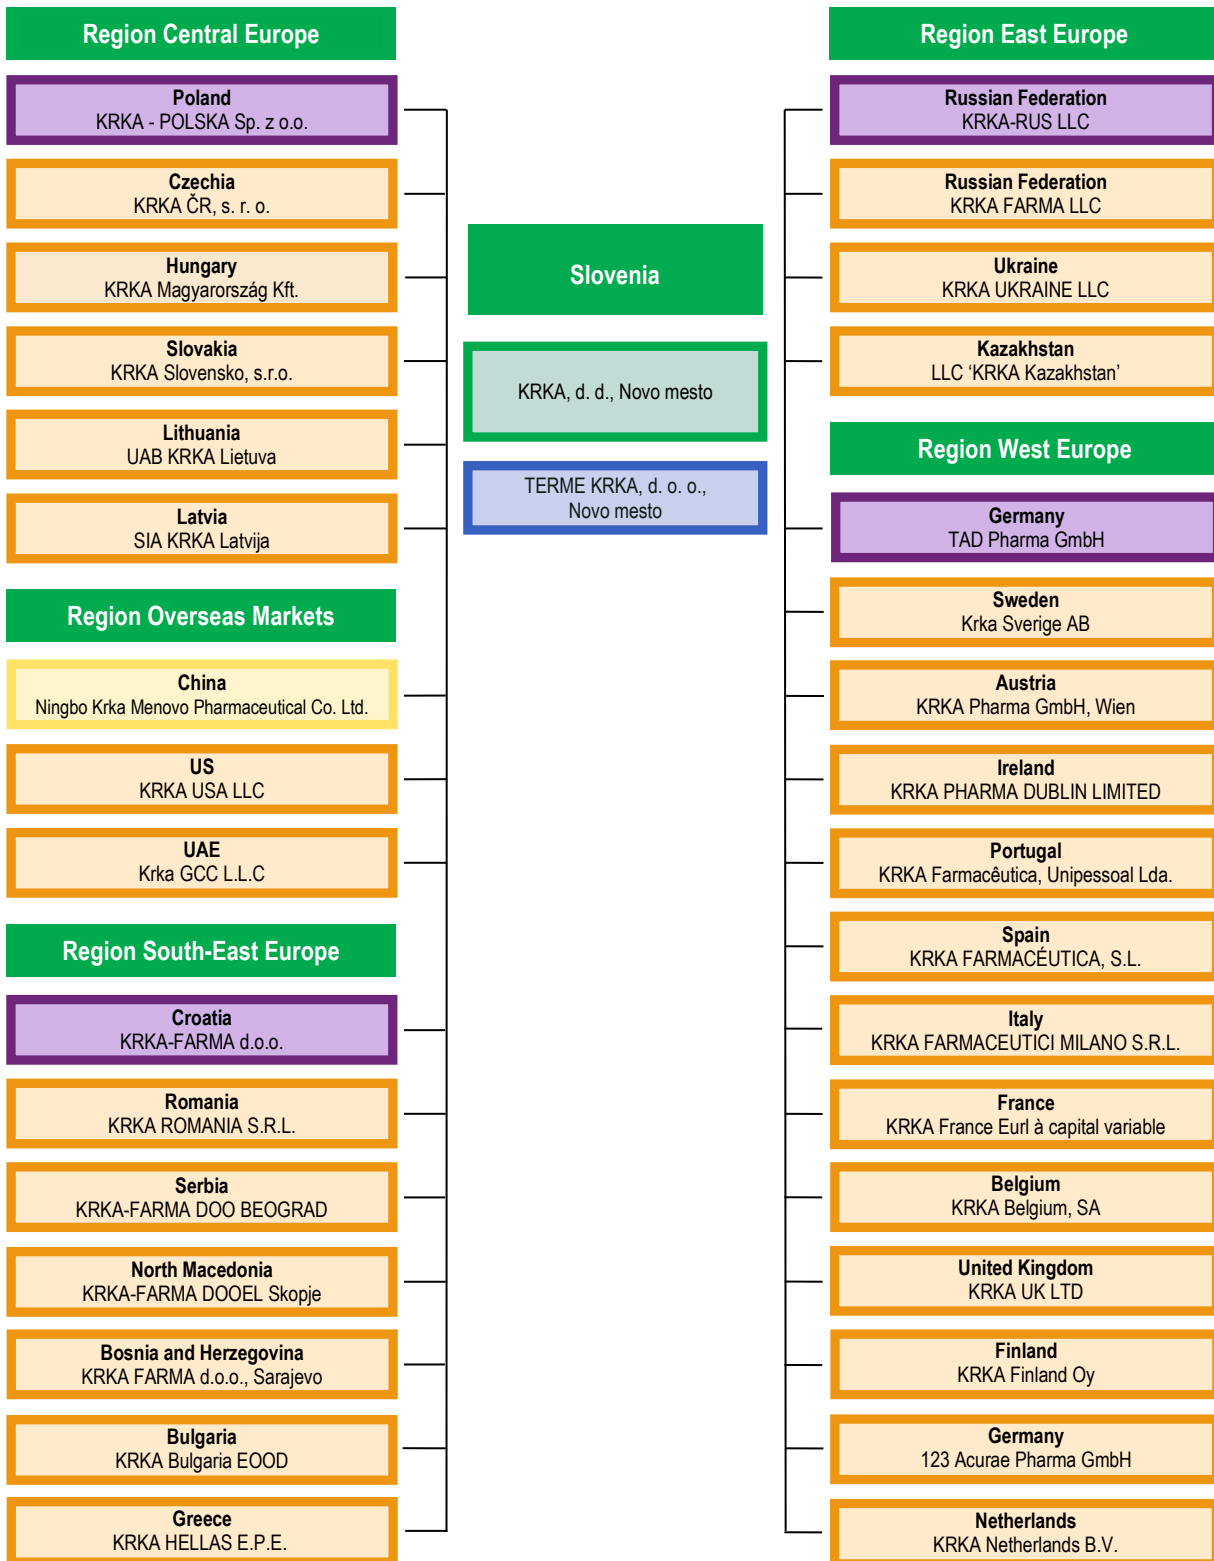 Region Central Europe
Poland
KRKA - POLSKA Sp. z o.o.
Czechia
KRKA ČR, s. r. o.
Hungary
KRKA Magyarország Kft.
Slovakia
KRKA Slovensko, s.r.o.
Lithuania
UAB KRKA Lietuva
Latvia
SIA KRKA Latvija
Region Overseas Markets
China
Ningbo Krka Menovo Pharmaceutical Co. Ltd.
US
KRKA USA LLC
UAE
Krka GCC L.L.C
Region South-East Europe
Croatia
KRKA-FARMA d.o.o.
Romania
KRKA ROMANIA S.R.L.
Serbia
KRKA-FARMA DOO BEOGRAD
North Macedonia
KRKA-FARMA DOOEL Skopje
Bosnia and Herzegovina
KRKA FARMA d.o.o., Sarajevo
Bulgaria
KRKA Bulgaria EOOD
Greece
KRKA HELLAS E.P.E.
Slovenia
KRKA, d. d., Novo mesto
TERME KRKA, d. o. o.,
Novo mesto
Region East Europe
Russian Federation
KRKA-RUS LLC
Russian Federation
KRKA FARMA LLC
Ukraine
KRKA UKRAINE LLC
Kazakhstan
LLC ‘KRKA Kazakhstan’
Region West Europe
Germany
TAD Pharma GmbH
Sweden
Krka Sverige AB
Austria
KRKA Pharma GmbH, Wien
Ireland
KRKA PHARMA DUBLIN LIMITED
Portugal
KRKA Farmacêutica, Unipessoal Lda.
Spain
KRKA FARMACÉUTICA, S.L.
Italy
KRKA FARMACEUTICI MILANO S.R.L.
France
KRKA France Eurl à capital variable
Belgium
KRKA Belgium, SA
United Kingdom
KRKA UK LTD
Finland
KRKA Finland Oy
Germany
123 Acurae Pharma GmbH
Netherlands
KRKA Netherlands B.V.